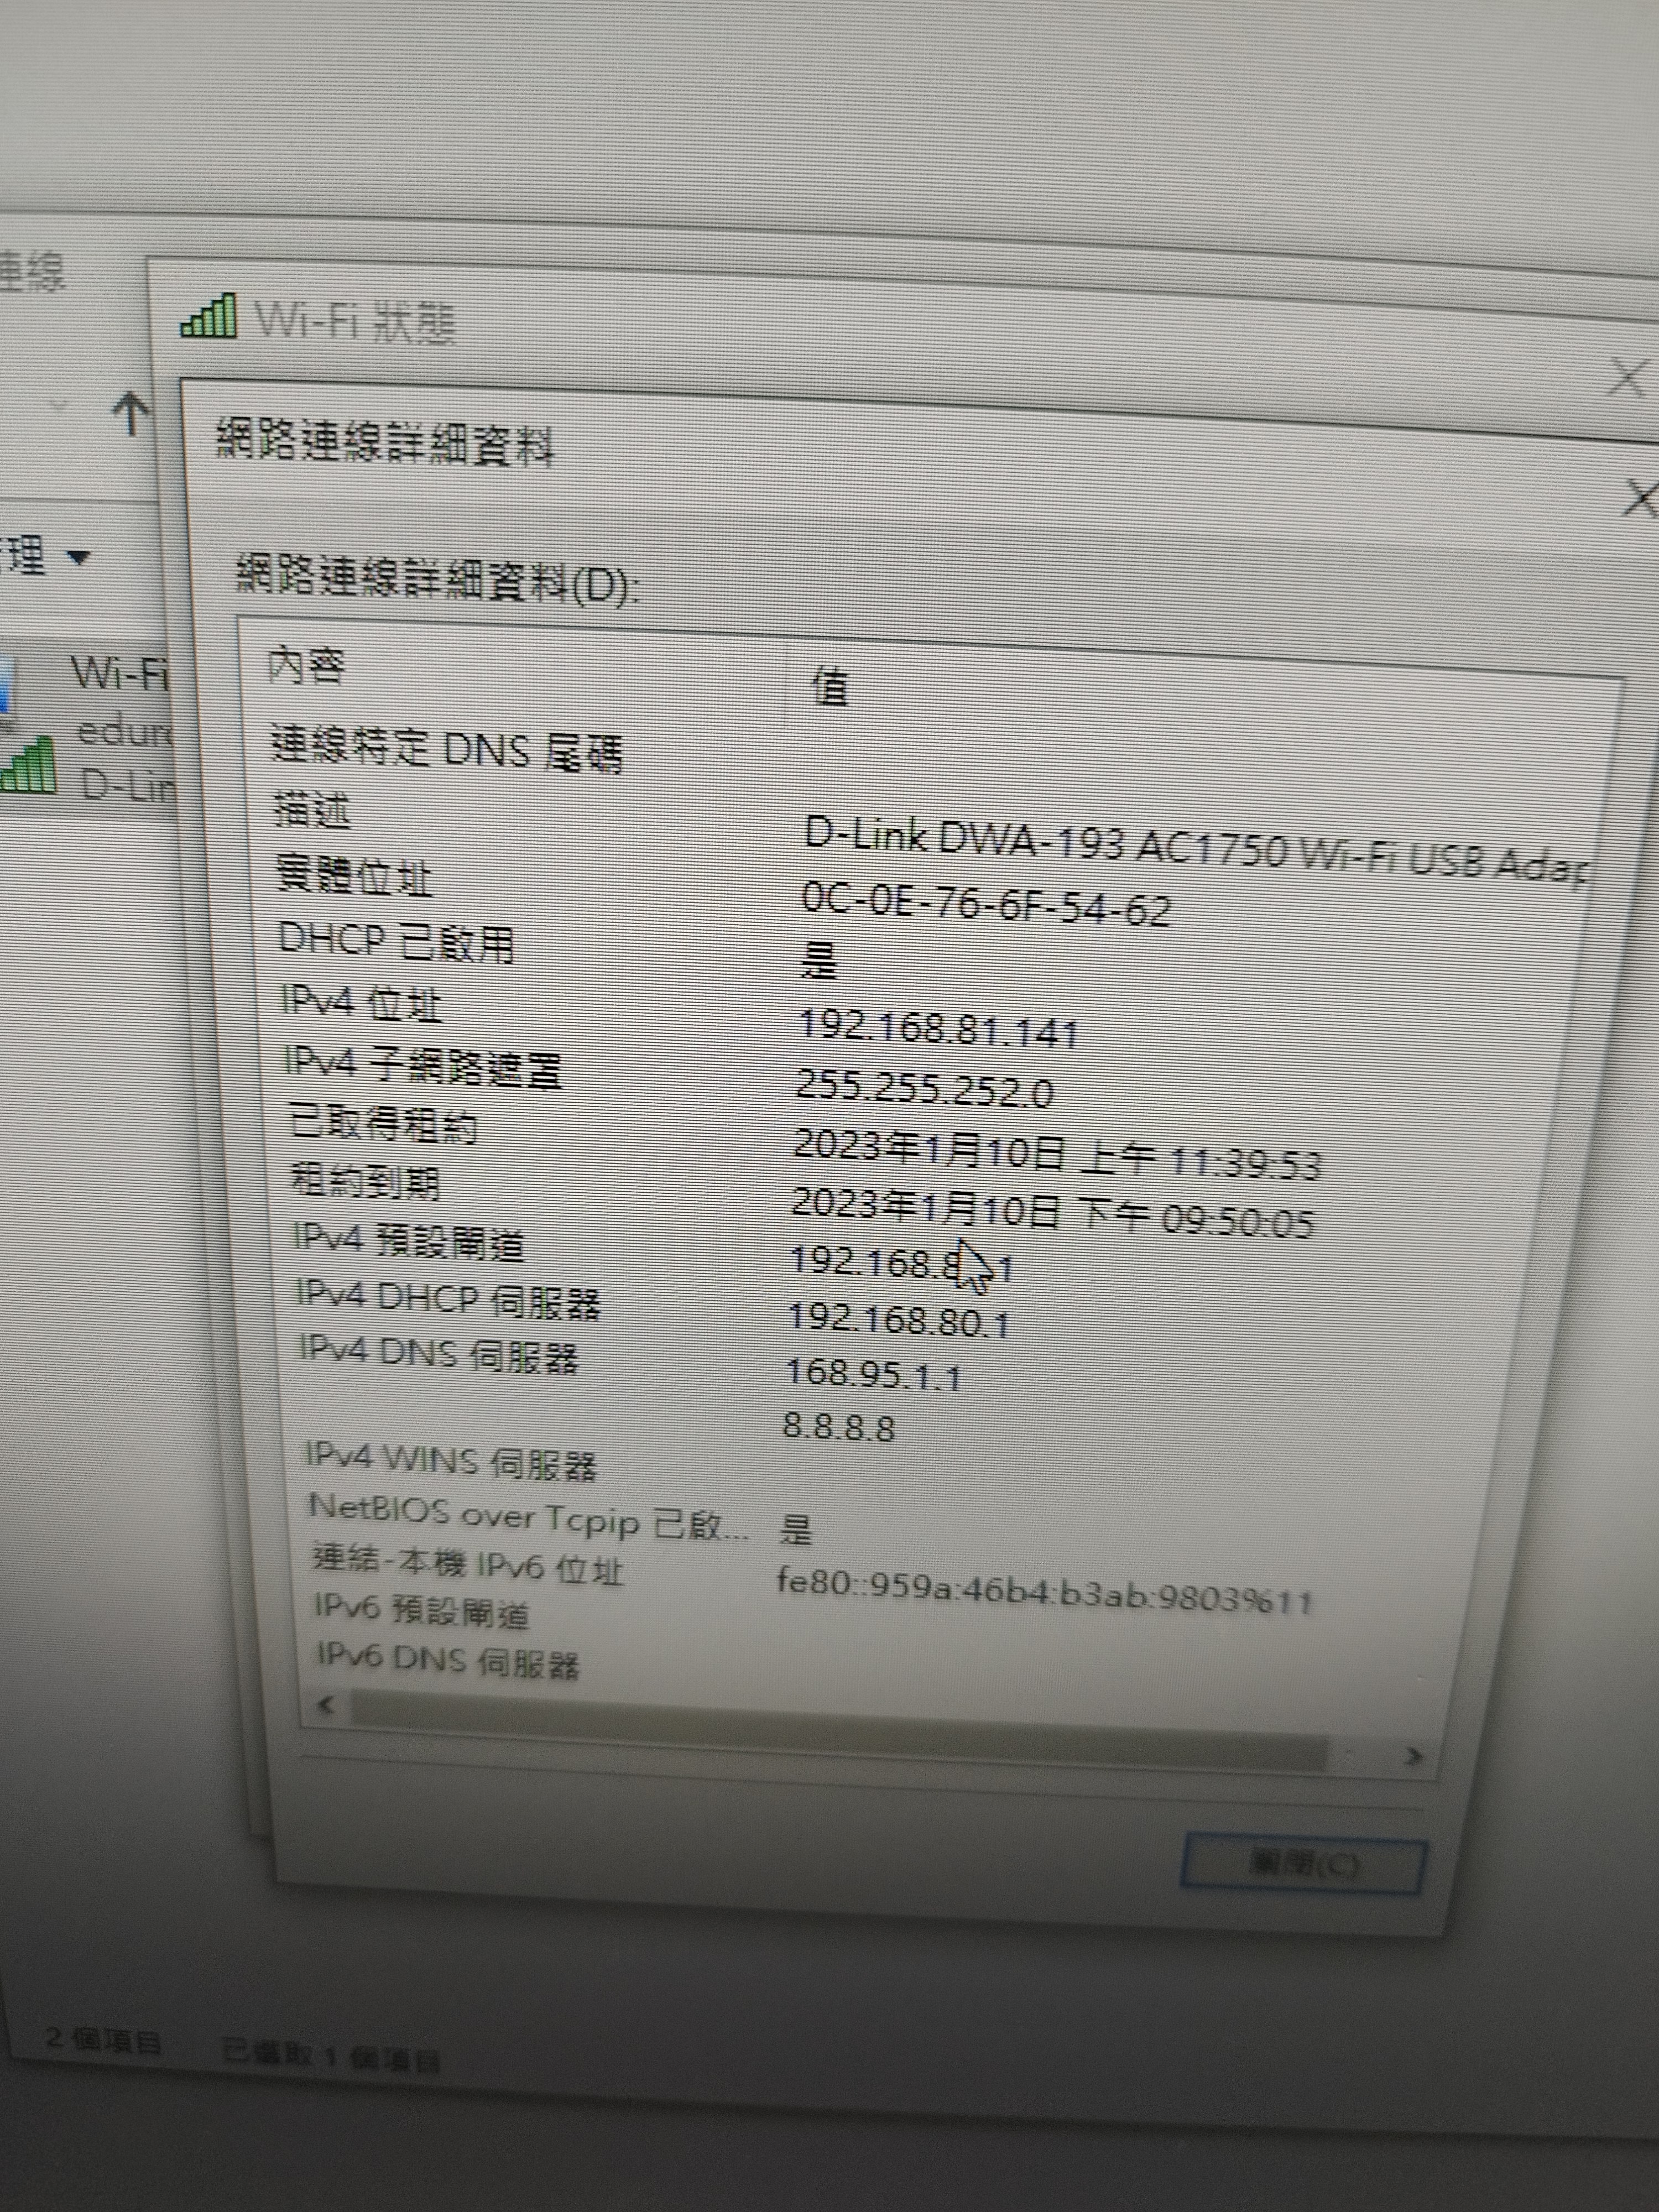 連線
Wi-Fi 狀態
網路連線詳細資料
理
網路連線詳細資料(D):
Wi-Fi
D-Lin
內容 值
連線特定 DNS 尾碼
描述 D-Link DWA-193 AC1750 Wi-Fi USB Adap
實體位址 0C-0E-76-6F-54-62
DHCP 已啟用 是
IPv4 位址 192.168.81.141
IPv4 子網路遮罩 255.255.252.0
已取得租約 2023年1月10日 上午 11:39:53
租約到期 2023年1月10日 下午 09:50:05
IPv4 預設閘道
IPv4 DHCP 伺服器 192.168.80.1
IPv4 DNS 伺服器 168.95.1.1
8.8.8.8
IPv4 WINS 伺服器
NetBIOS over Tcpip 已啟... 是
連結-本機 IPv6 位址 fe80::959a:46b4:b3ab:9803%11
IPv6 預設閘道
IPv6 DNS 伺服器
關閉(C)
2 個項目 已選取 1 個項目